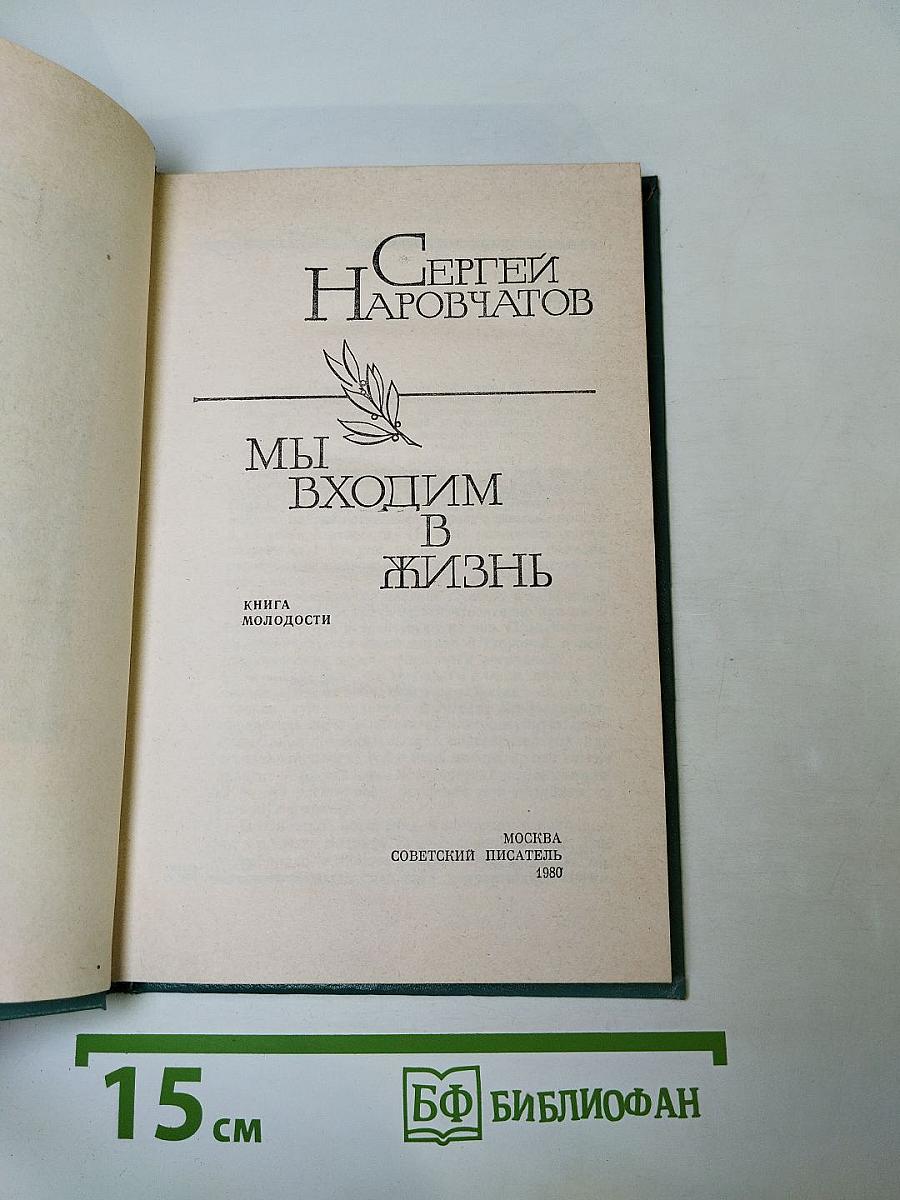 СЕРГЕЙ
НАРОВЧАТОВ
МЫ
ВХОДИМ
В
ЖИЗНЬ
КНИГА
МОЛОДОСТИ
МОСКВА
СОВЕТСКИЙ ПИСАТЕЛЬ
1980
15 см
БФ БИБЛИОФАН